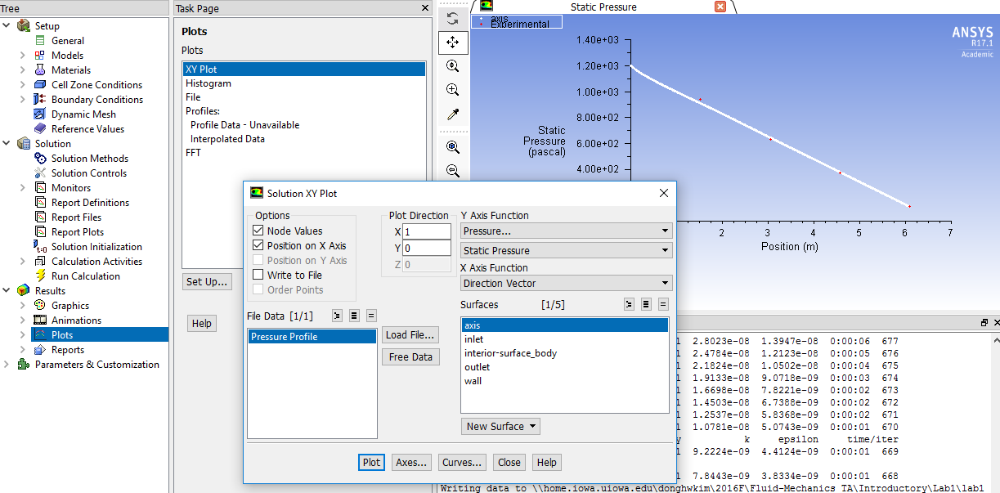 Tree
Setup
General
Models
Materials
Cell Zone Conditions
Boundary Conditions
Dynamic Mesh
Reference Values
Solution
Solution Methods
Solution Controls
Monitors
Report Definitions
Report Files
Report Plots
Solution Initialization
Calculation Activities
Run Calculation
Results
Graphics
Animations
Plots
Reports
Parameters & Customization
Task Page
Plots
Plots
XY Plot
Histogram
File
Profiles:
Profile Data - Unavailable
Interpolated Data
FFT
Set Up...
Help
Static Pressure
axis
Experimental
ANSYS
R17.1
Academic
1.40e+03
1.20e+03
1.00e+03
8.00e+02
6.00e+02
4.00e+02
Static
Pressure
(pascal)
2 3 4 5 6 7
Position (m)
Solution XY Plot
Options
Node Values
Position on X Axis
Position on Y Axis
Write to File
Order Points
Plot Direction
X 1
Y 0
Z 0
Y Axis Function
Pressure...
Static Pressure
X Axis Function
Direction Vector
File Data [1/1]
Pressure Profile
Load File...
Free Data
Surfaces [1/5]
axis
inlet
interior-surface_body
outlet
wall
New Surface
Plot Axes... Curves... Close Help
1 2.8023e-08 1.3947e-08 0:00:06 677
1 2.4784e-08 1.2123e-08 0:00:05 676
1 2.1824e-08 1.0502e-08 0:00:04 675
1 1.9133e-08 9.0718e-09 0:00:03 674
1 1.6698e-08 7.8221e-09 0:00:02 673
1 1.4503e-08 6.7388e-09 0:00:02 672
1 1.2537e-08 5.8368e-09 0:00:02 671
1 1.0781e-08 5.0743e-09 0:00:01 670
y k epsilon time/iter
1 9.2224e-09 4.4124e-09 0:00:01 669
1 7.8443e-09 3.8334e-09 0:00:01 668
Writing data to \\home.iowa.uiowa.edu\donghwkim\2016F\Fluid-Mechanics TA\Introductory\Lab1\lab1